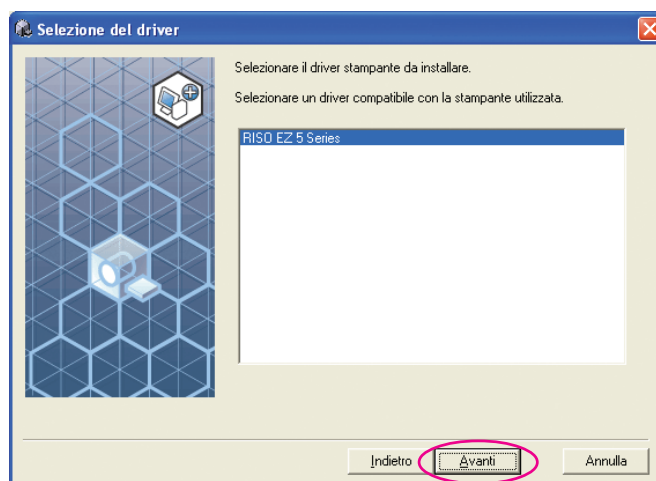 Selezione del driver
Selezionare il driver stampante da installare.
Selezionare un driver compatibile con la stampante utilizzata.
RISO EZ 5 Series
Indietro Avanti Annulla